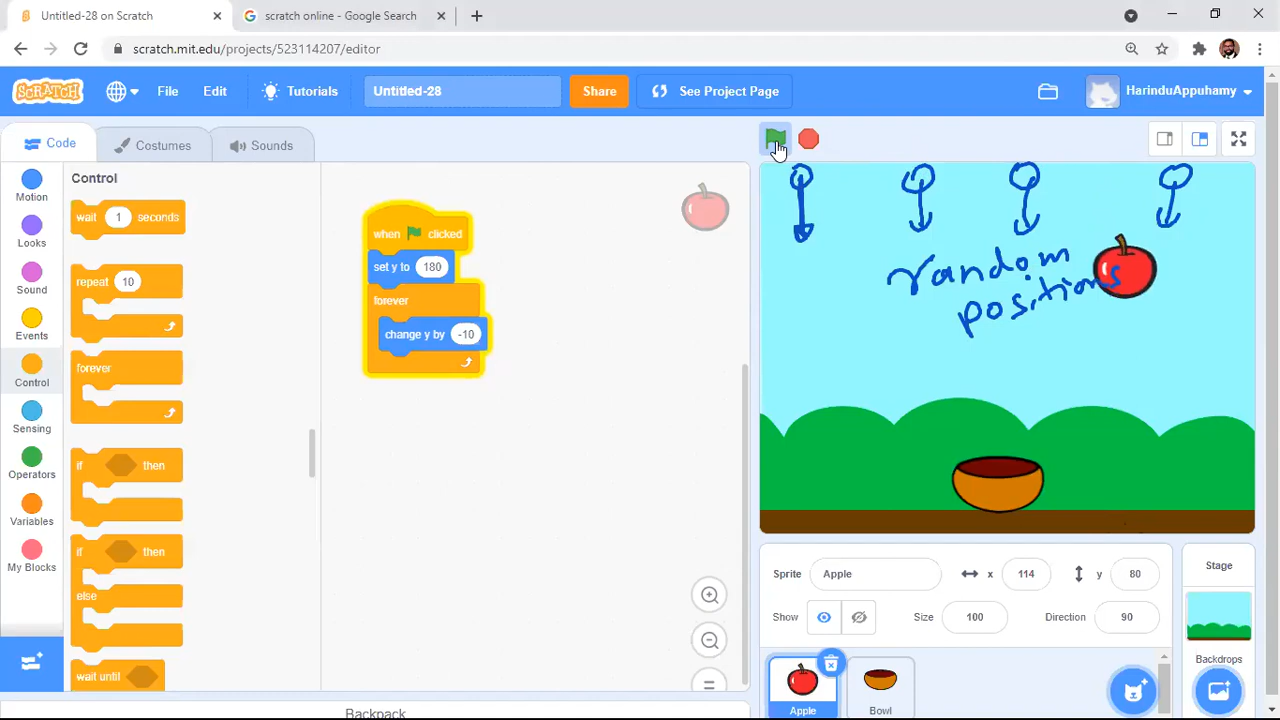 Untitled-28 on Scratch
scratch online - Google Search
scratch.mit.edu/projects/523114207/editor
SCRATCH
File
Edit
Tutorials
Untitled-28
Share
See Project Page
HarinduAppuhamy
Code
Costumes
Sounds
Motion
Looks
Sound
Events
Control
Sensing
Operators
Variables
My Blocks
Control
wait 1 seconds
repeat 10
forever
if then
if then
else
wait until
when clicked
set y to 180
forever
change y by -10
random
positions
Sprite Apple x 114 y 80
Show Size 100 Direction 90
Apple
Bowl
Stage
Backdrops
Backpack